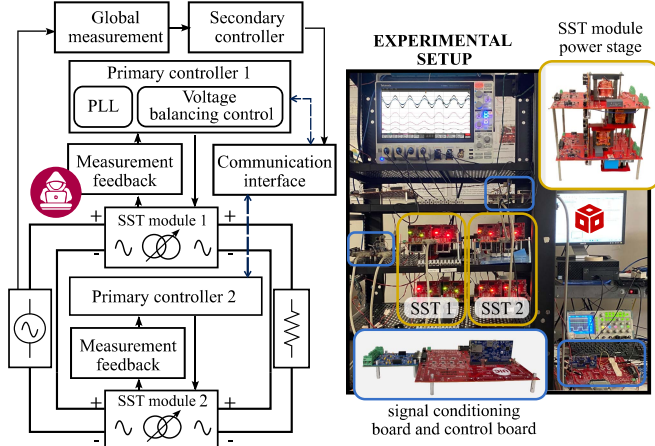 Global
measurement
Secondary
controller
Primary controller 1
PLL
Voltage
balancing control
Measurement
feedback
Communication
interface
+
+
SST module 1
-
-
Primary controller 2
Measurement
feedback
+
+
SST module 2
-
-
EXPERIMENTAL
SETUP
SST module
power stage
SST 1
SST 2
signal conditioning
board and control board